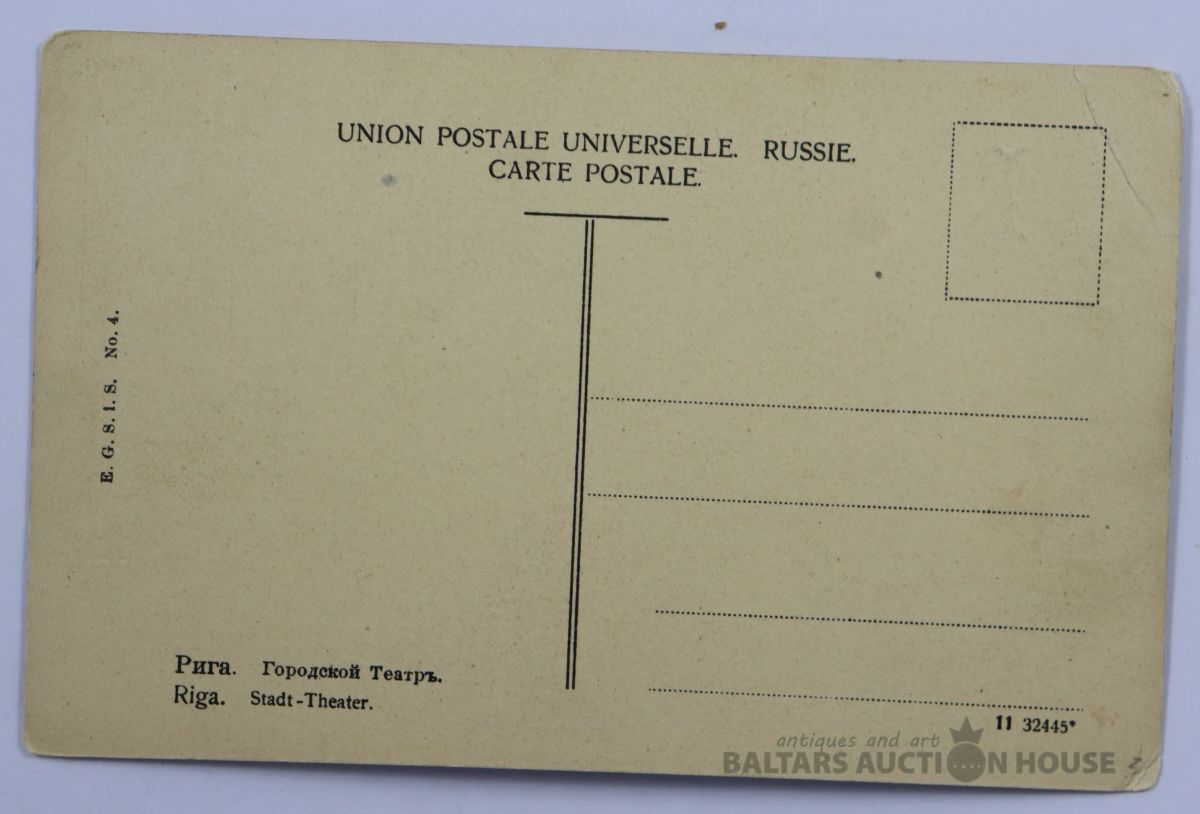 UNION POSTALE UNIVERSELLE. RUSSIE.
CARTE POSTALE.
E. G. S. i. S. No. 4.
Рига. Городской Театръ.
Riga. Stadt-Theater.
11 32445*
antiques and art
BALTARS AUCTION HOUSE